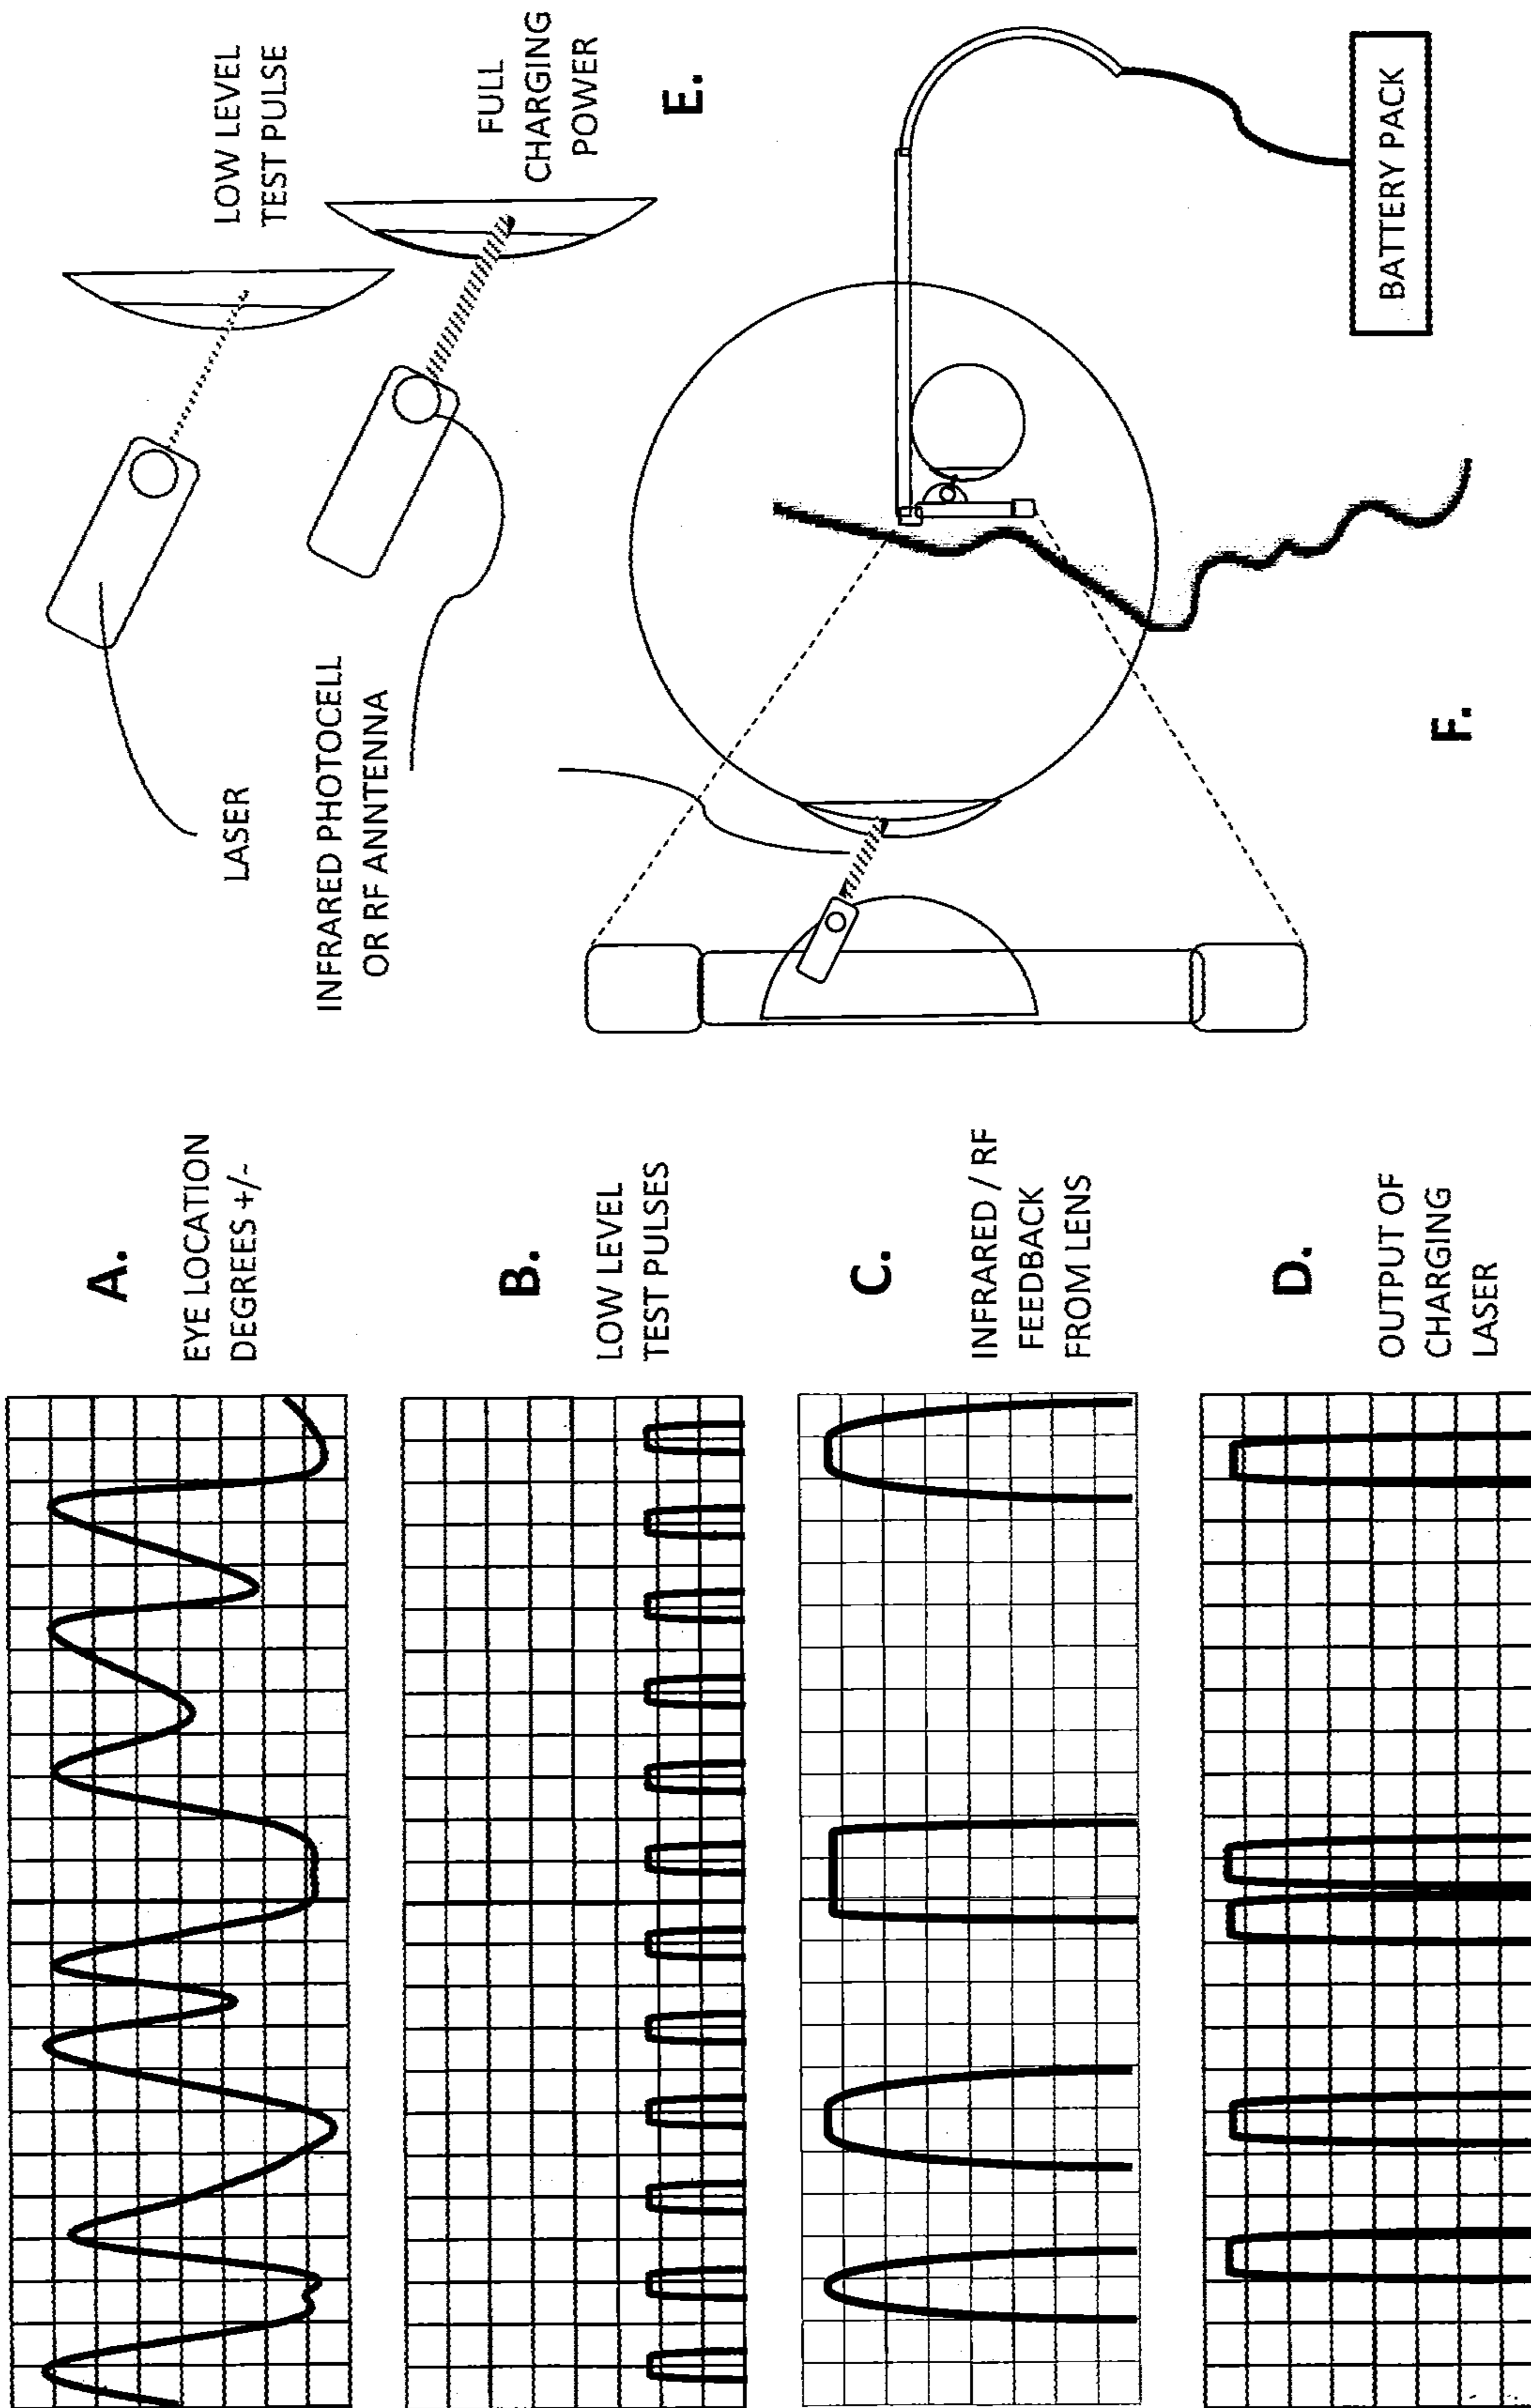 A.
EYE LOCATION
DEGREES +/-
B.
LOW LEVEL
TEST PULSES
C.
INFRARED / RF
FEEDBACK
FROM LENS
D.
OUTPUT OF
CHARGING
LASER
LASER
LOW LEVEL
TEST PULSE
INFRARED PHOTOCELL
OR RF ANNTENNA
FULL
CHARGING
POWER
E.
F.
BATTERY PACK